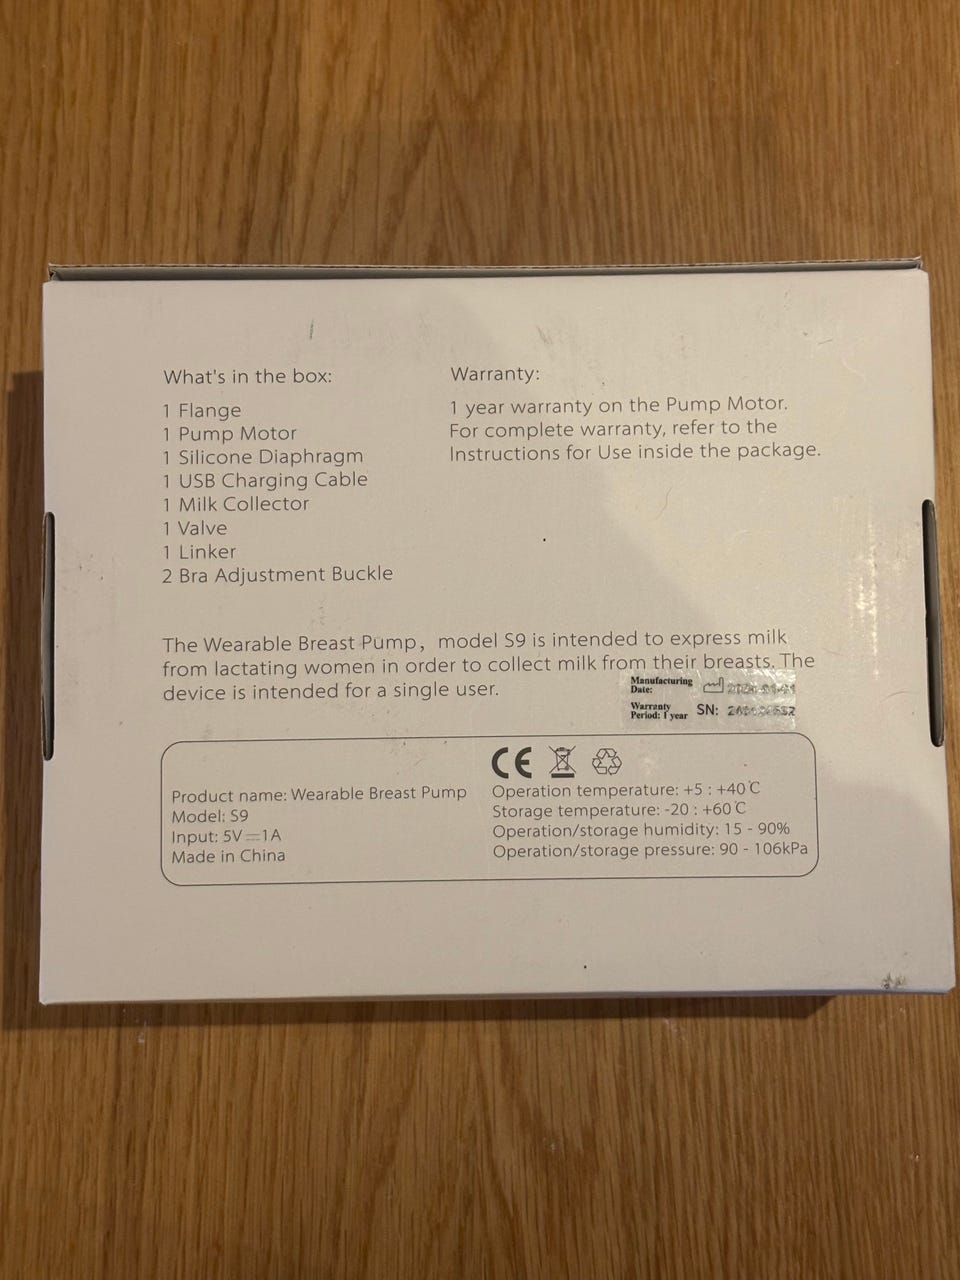 What's in the box:
1 Flange
1 Pump Motor
1 Silicone Diaphragm
1 USB Charging Cable
1 Milk Collector
1 Valve
1 Linker
2 Bra Adjustment Buckle
Warranty:
1 year warranty on the Pump Motor.
For complete warranty, refer to the
Instructions for Use inside the package.
The Wearable Breast Pump, model S9 is intended to express milk
from lactating women in order to collect milk from their breasts. The
device is intended for a single user.
Manufacturing
Date:
Warranty
Period: 1 year
SN:
Product name: Wearable Breast Pump
Model: S9
Input: 5V⎓1A
Made in China
CE
Operation temperature: +5 : +40℃
Storage temperature: -20 : +60℃
Operation/storage humidity: 15 - 90%
Operation/storage pressure: 90 - 106kPa